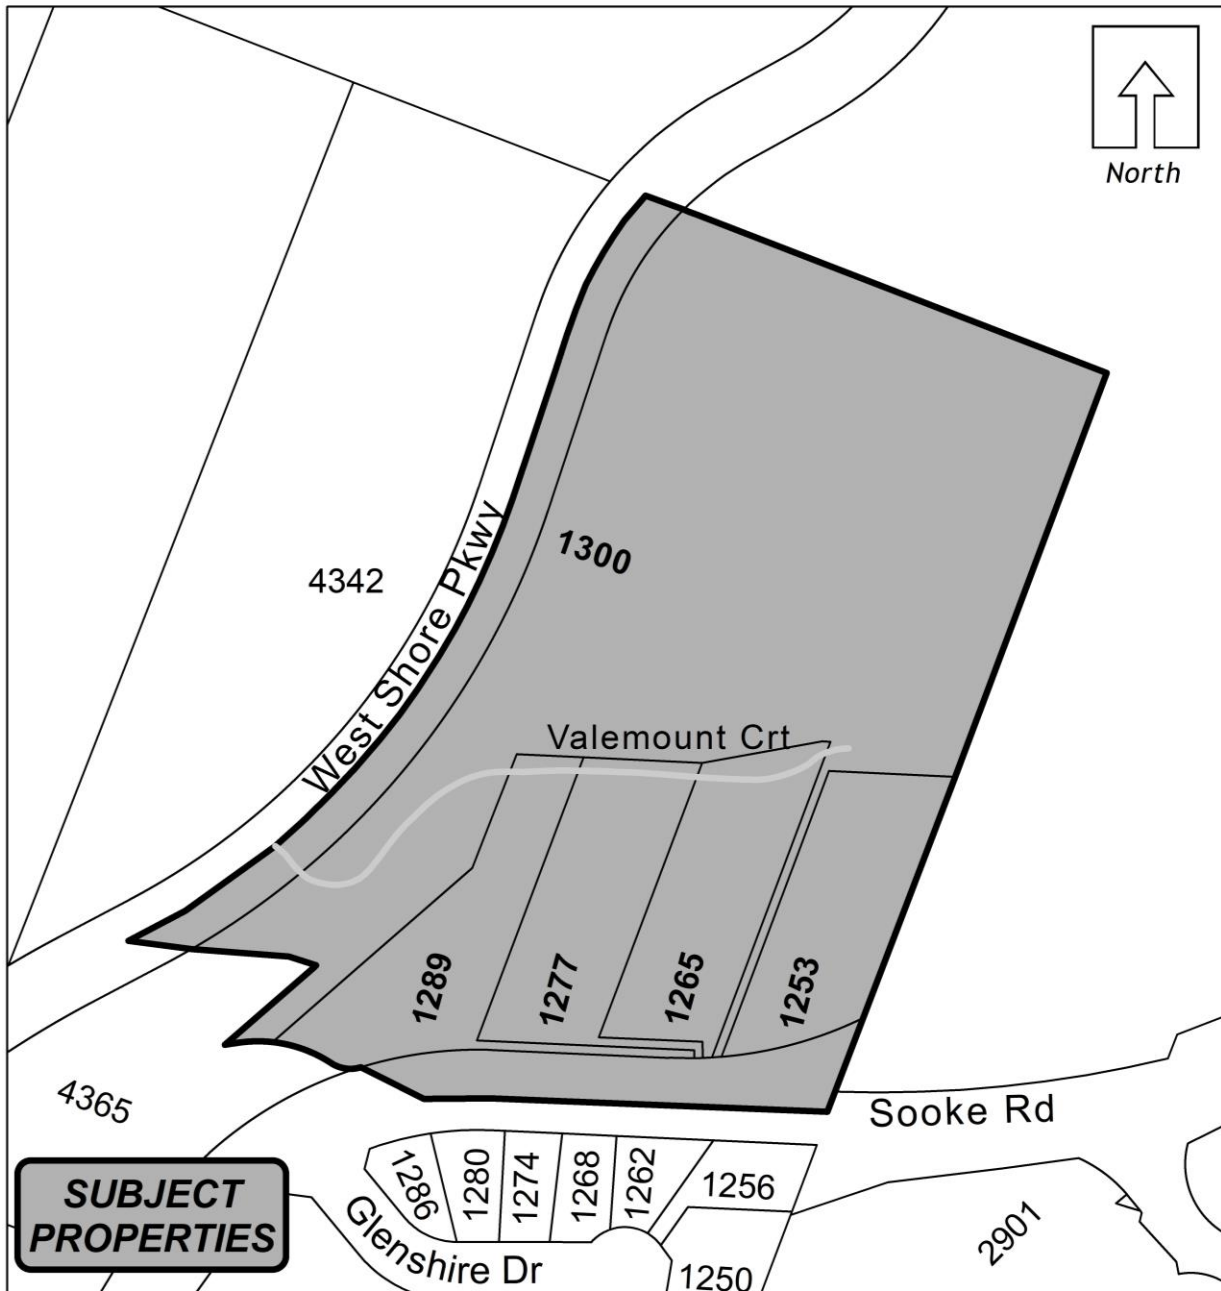 North
1300
4342
West Shore Pkwy
Valemount Crt
1289
1277
1265
1253
4365
Sooke Rd
1286
1280
1274
1268
1262
1256
SUBJECT
PROPERTIES
Glenshire Dr
1250
2901